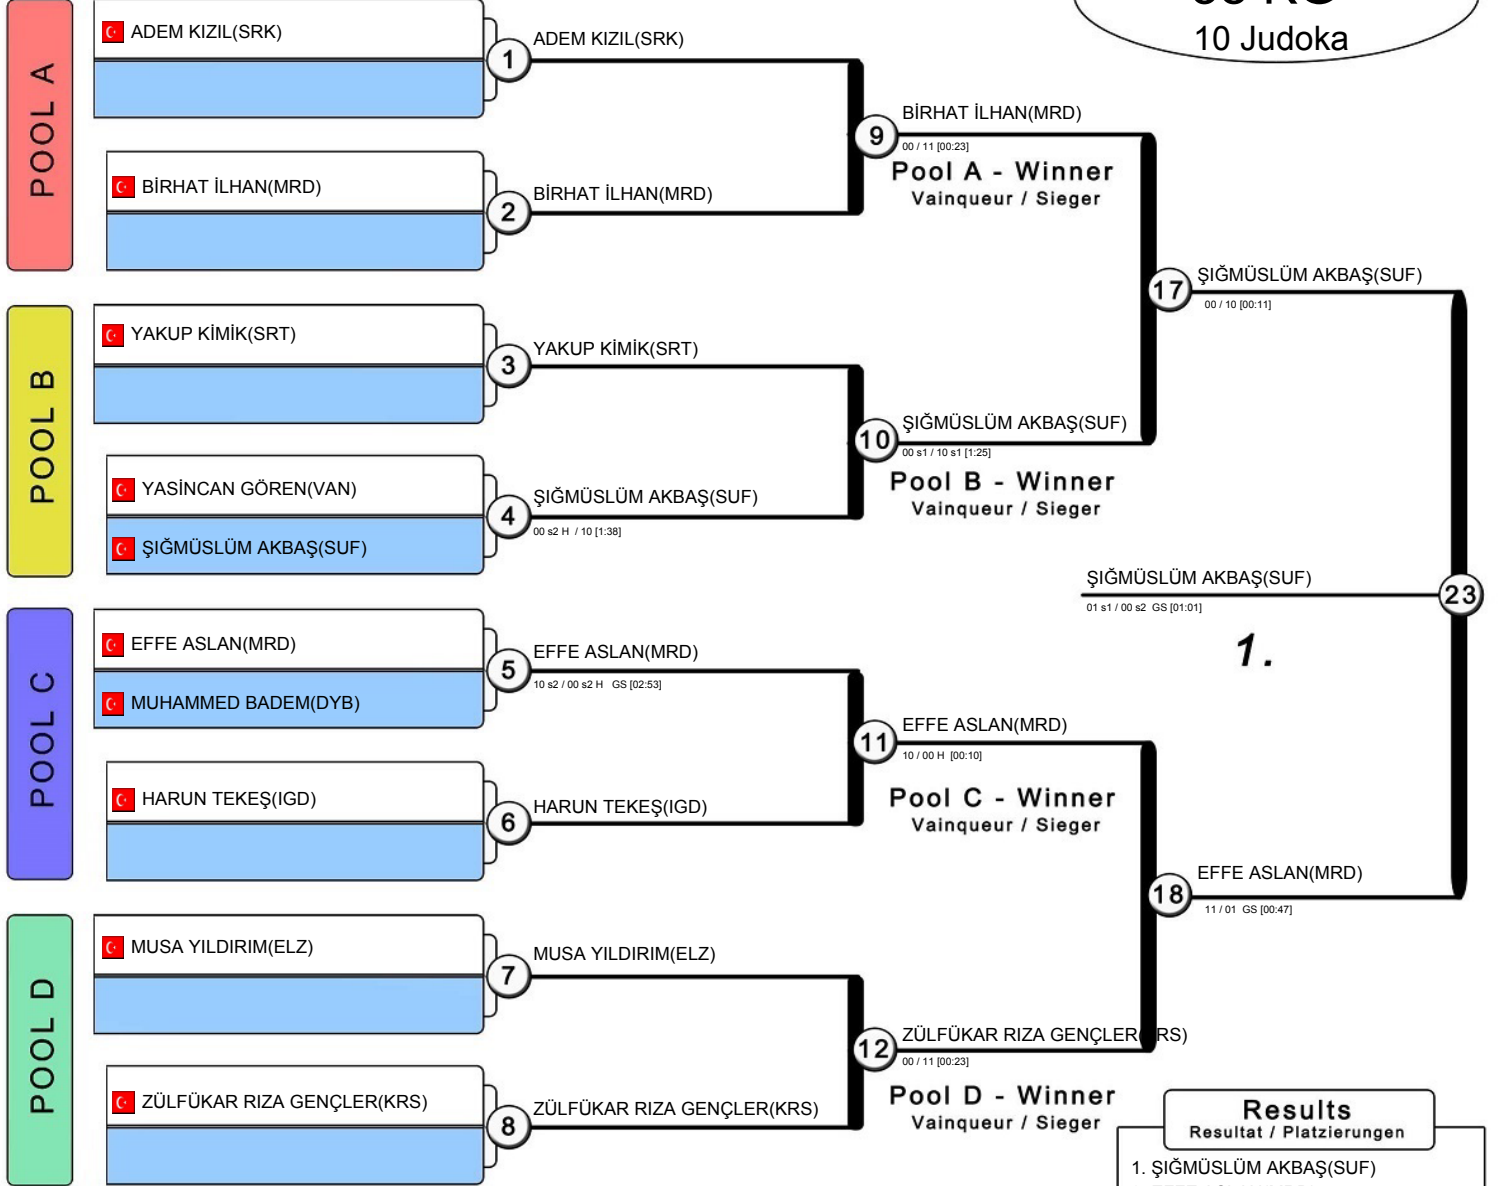 10 Judoka
POOL A
ADEM KIZIL(SRK)
1
ADEM KIZIL(SRK)
BİRHAT İLHAN(MRD)
2
BİRHAT İLHAN(MRD)
9
BİRHAT İLHAN(MRD)
00 / 11 [00:23]
Pool A - Winner
Vainqueur / Sieger
POOL B
YAKUP KİMİK(SRT)
3
YAKUP KİMİK(SRT)
YASİNCAN GÖREN(VAN)
ŞIĞMÜSLÜM AKBAŞ(SUF)
4
ŞIĞMÜSLÜM AKBAŞ(SUF)
00 s2 H / 10 [1:38]
10
ŞIĞMÜSLÜM AKBAŞ(SUF)
00 s1 / 10 s1 [1:25]
Pool B - Winner
Vainqueur / Sieger
17
ŞIĞMÜSLÜM AKBAŞ(SUF)
00 / 10 [00:11]
POOL C
EFFE ASLAN(MRD)
MUHAMMED BADEM(DYB)
5
EFFE ASLAN(MRD)
10 s2 / 00 s2 H GS [02:53]
HARUN TEKEŞ(IGD)
6
HARUN TEKEŞ(IGD)
11
EFFE ASLAN(MRD)
10 / 00 H [00:10]
Pool C - Winner
Vainqueur / Sieger
POOL D
MUSA YILDIRIM(ELZ)
7
MUSA YILDIRIM(ELZ)
ZÜLFÜKAR RIZA GENÇLER(KRS)
8
ZÜLFÜKAR RIZA GENÇLER(KRS)
12
ZÜLFÜKAR RIZA GENÇLER(KRS)
00 / 11 [00:23]
Pool D - Winner
Vainqueur / Sieger
18
EFFE ASLAN(MRD)
11 / 01 GS [00:47]
23
ŞIĞMÜSLÜM AKBAŞ(SUF)
01 s1 / 00 s2 GS [01:01]
1.
Results
Resultat / Platzierungen
1. ŞIĞMÜSLÜM AKBAŞ(SUF)